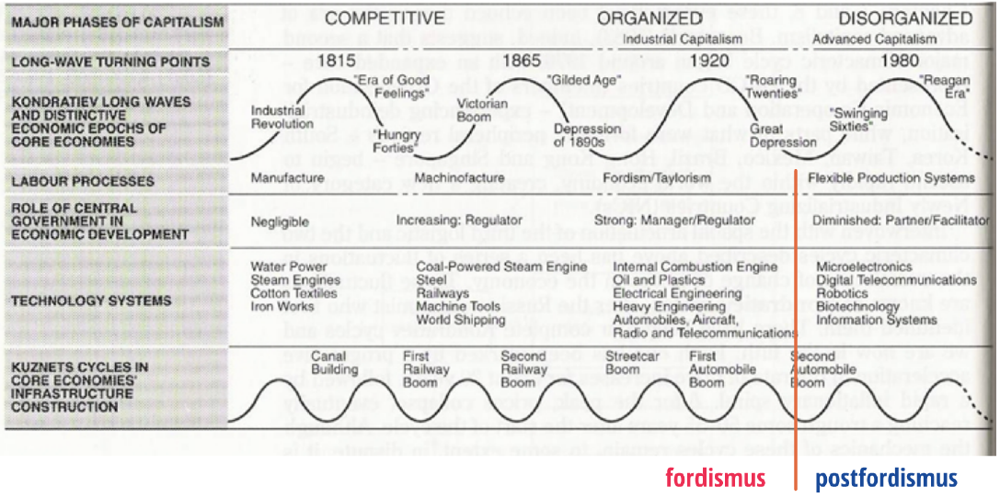 MAJOR PHASES OF CAPITALISM
COMPETITIVE
ORGANIZED
DISORGANIZED
Industrial Capitalism
Advanced Capitalism
LONG-WAVE TURNING POINTS
1815
1865
1920
1980
KONDRATIEV LONG WAVES
AND DISTINCTIVE
ECONOMIC EPOCHS OF
CORE ECONOMIES
Industrial
Revolution
"Era of Good
Feelings"
"Hungry
Forties"
Victorian
Boom
"Gilded Age"
Depression
of 1890s
"Roaring
Twenties"
Great
Depression
"Swinging
Sixties"
"Reagan
Era"
LABOUR PROCESSES
Manufacture
Machinofacture
Fordism/Taylorism
Flexible Production Systems
ROLE OF CENTRAL
GOVERNMENT IN
ECONOMIC DEVELOPMENT
Negligible
Increasing: Regulator
Strong: Manager/Regulator
Diminished: Partner/Facilitator
TECHNOLOGY SYSTEMS
Water Power
Steam Engines
Cotton Textiles
Iron Works
Coal-Powered Steam Engine
Steel
Railways
Machine Tools
World Shipping
Internal Combustion Engine
Oil and Plastics
Electrical Engineering
Heavy Engineering
Automobiles, Aircraft,
Radio and Telecommunications
Microelectronics
Digital Telecommunications
Robotics
Biotechnology
Information Systems
KUZNETS CYCLES IN
CORE ECONOMIES'
INFRASTRUCTURE
CONSTRUCTION
Canal
Building
First
Railway
Boom
Second
Railway
Boom
Streetcar
Boom
First
Automobile
Boom
Second
Automobile
Boom
fordismus
postfordismus